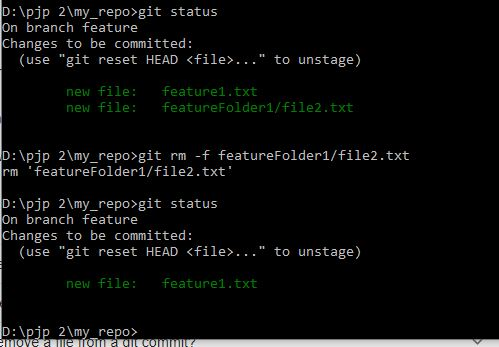 D:\pjp 2\my_repo>git status
On branch feature
Changes to be committed:
  (use "git reset HEAD <file>..." to unstage)
        new file:   feature1.txt
        new file:   featureFolder1/file2.txt
D:\pjp 2\my_repo>git rm -f featureFolder1/file2.txt
rm 'featureFolder1/file2.txt'
D:\pjp 2\my_repo>git status
On branch feature
Changes to be committed:
  (use "git reset HEAD <file>..." to unstage)
        new file:   feature1.txt
D:\pjp 2\my_repo>
a file from a git commit?